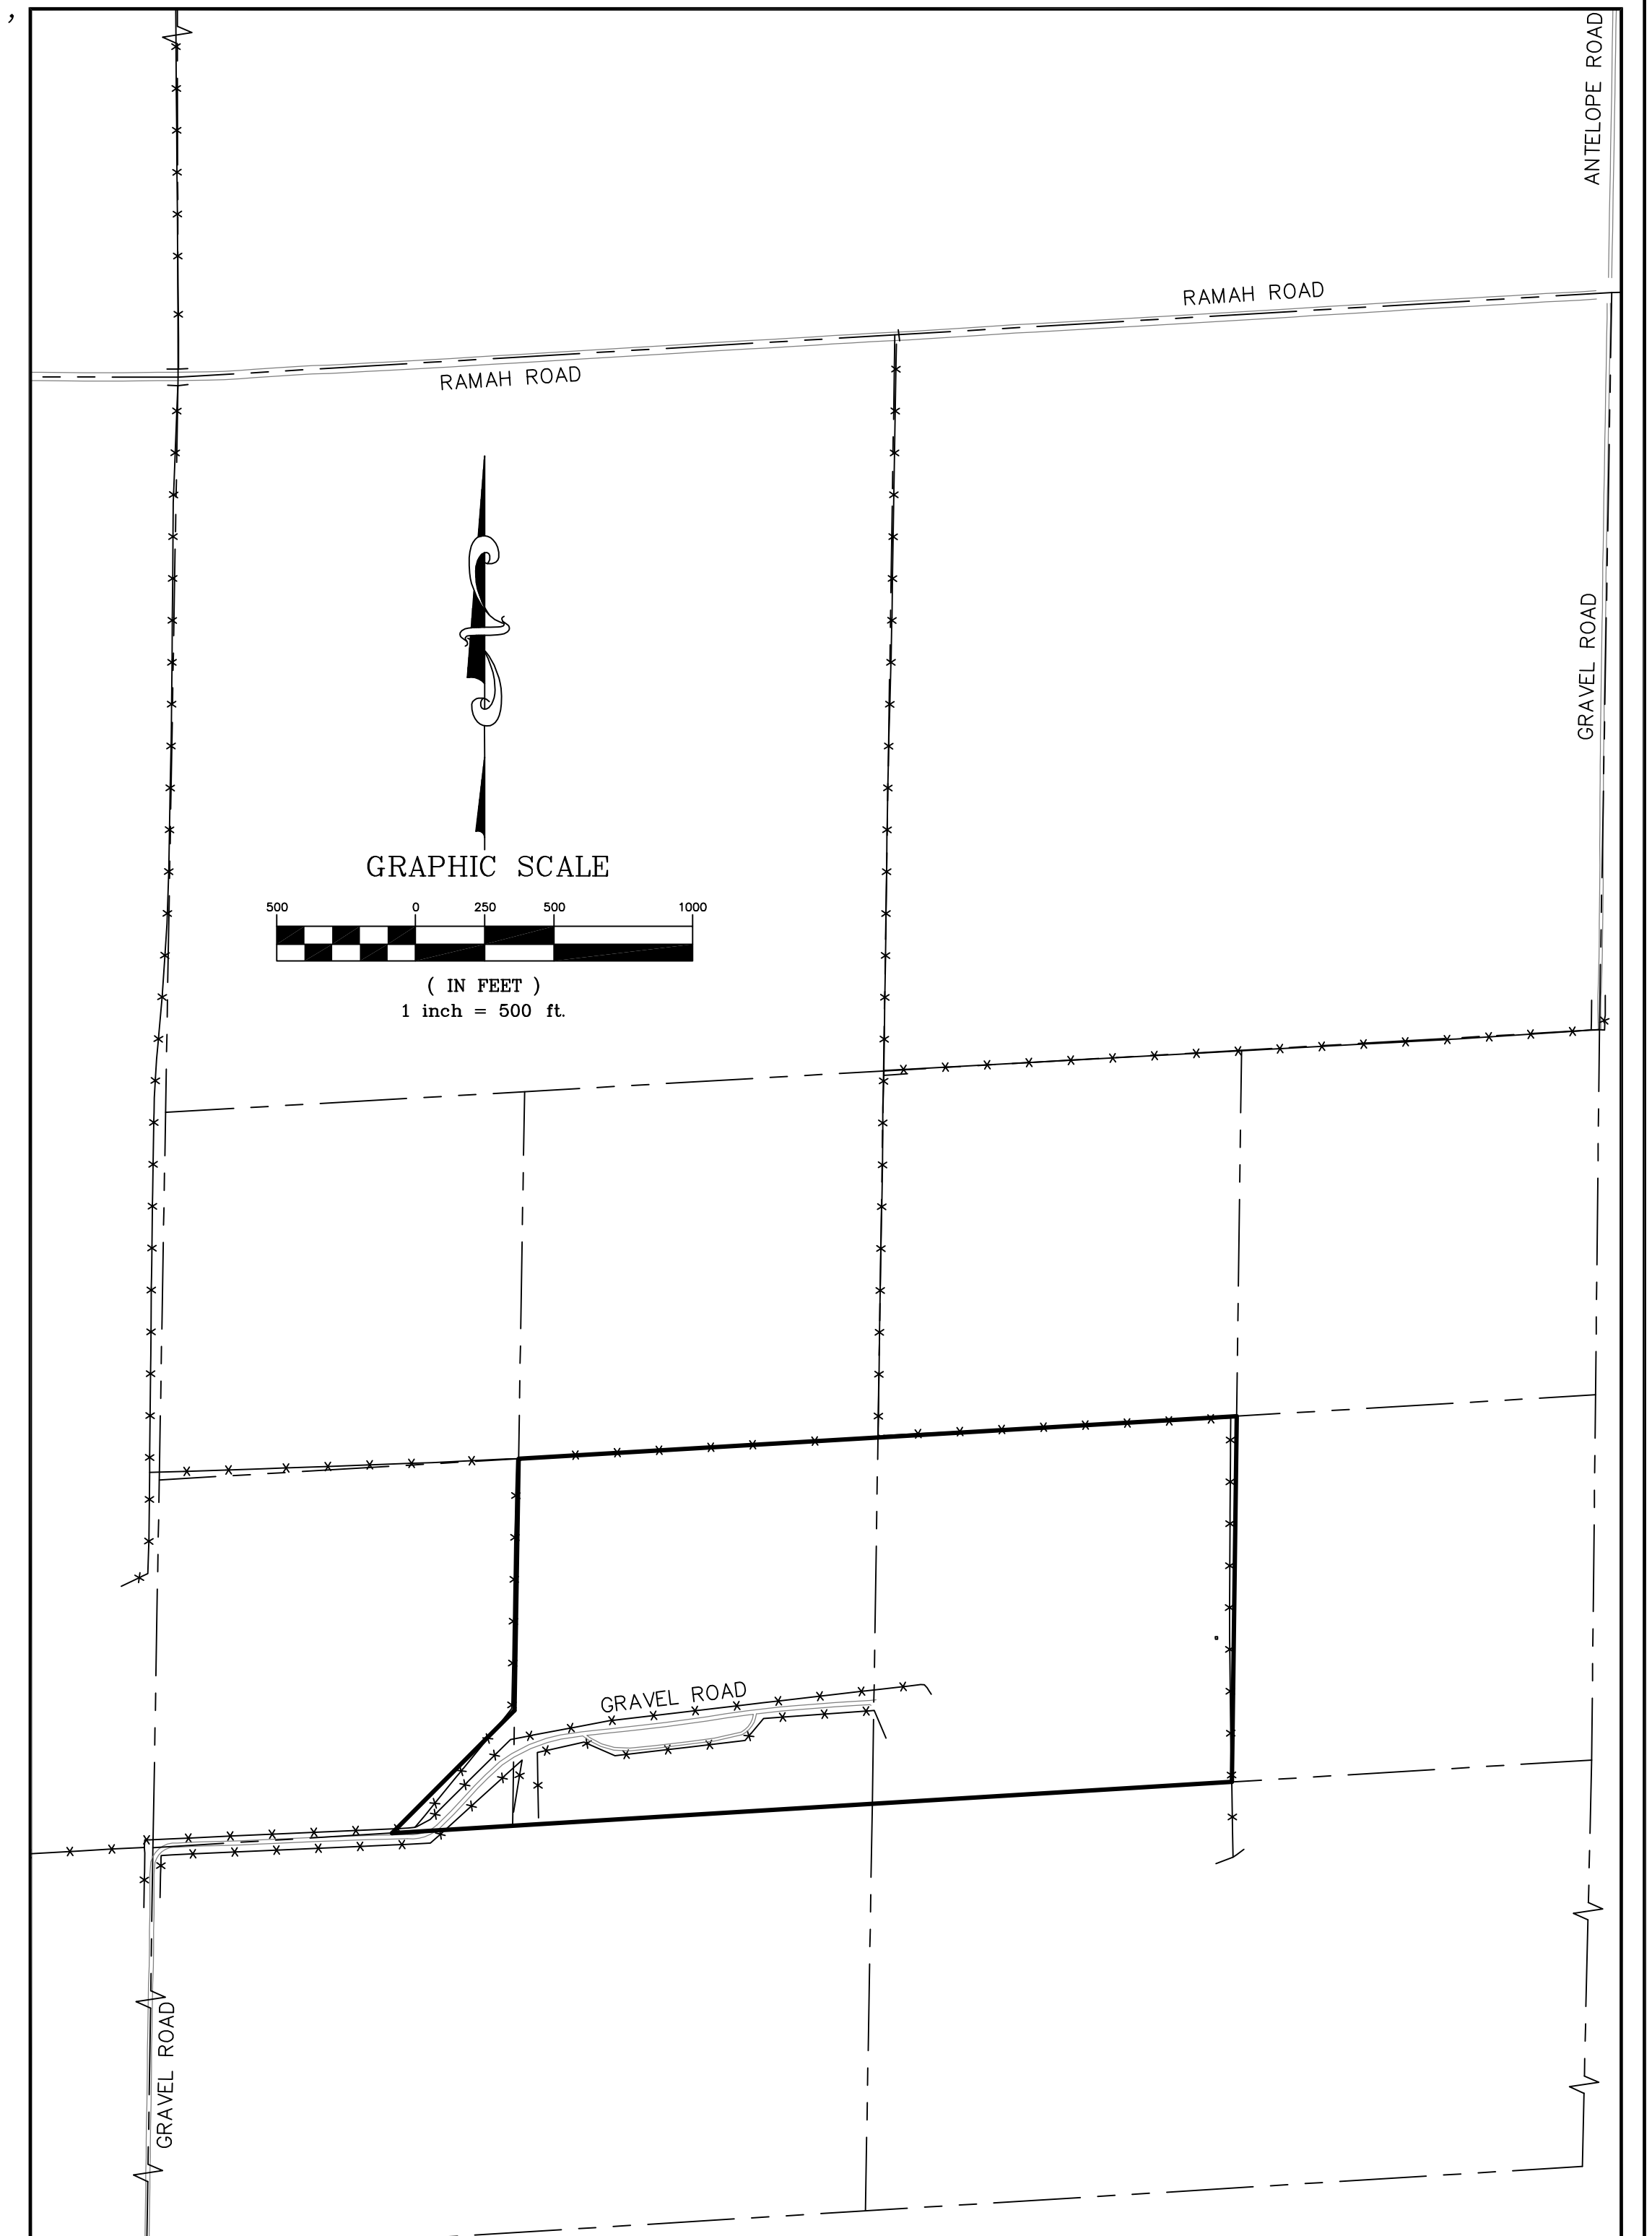 ,
ANTELOPE ROAD
RAMAH ROAD
RAMAH ROAD
GRAVEL ROAD
GRAPHIC SCALE
500 0 250 500 1000
( IN FEET )
1 inch = 500 ft.
GRAVEL ROAD
GRAVEL ROAD